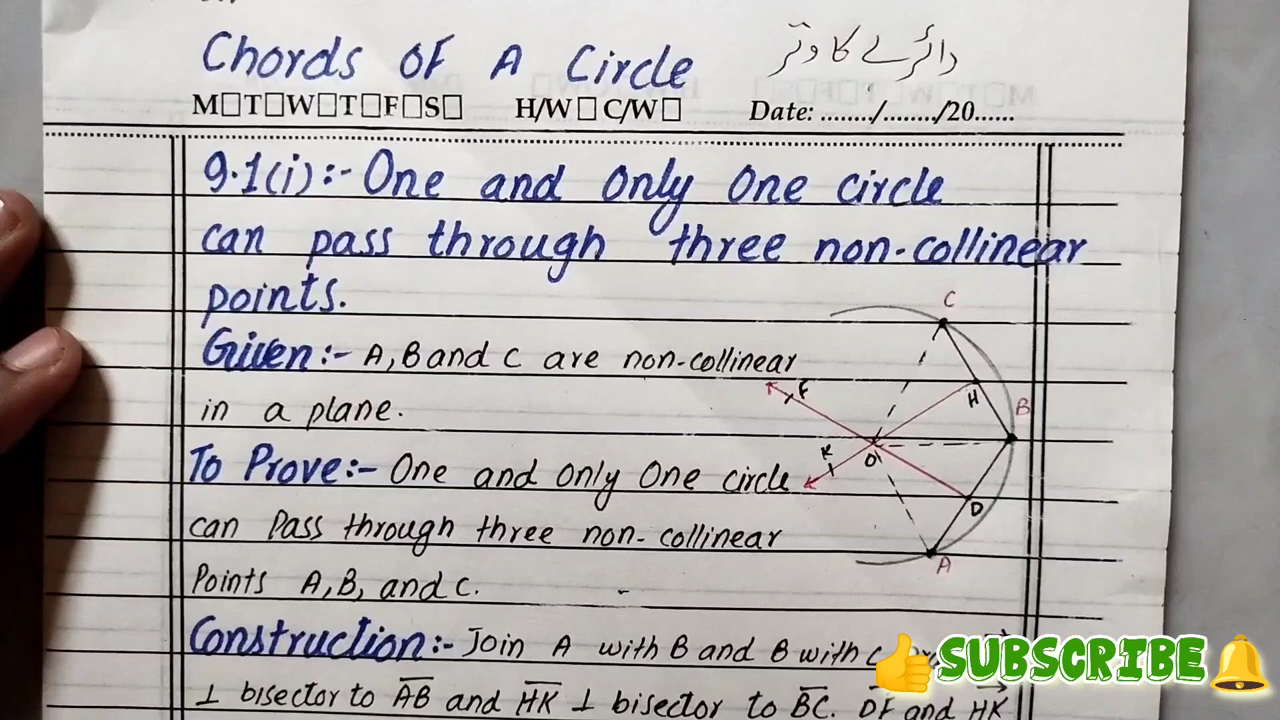 Chords OF A Circle دائرے کا وتر
M☐T☐W☐T☐F☐S☐ H/W☐ C/W☐ Date: ......../......../20......
9.1(i):- One and only one circle
can pass through three non-collinear
points.
Given:- A, B and C are non-collinear
in a plane.
To Prove:- One and only One circle
can Pass through three non-collinear
Points A, B, and C.
Construction:- Join A with B and B with C
⊥ bisector to AB and HK ⊥ bisector to BC. DF and HK
C
F
H
B
K
O
D
A
SUBSCRIBE